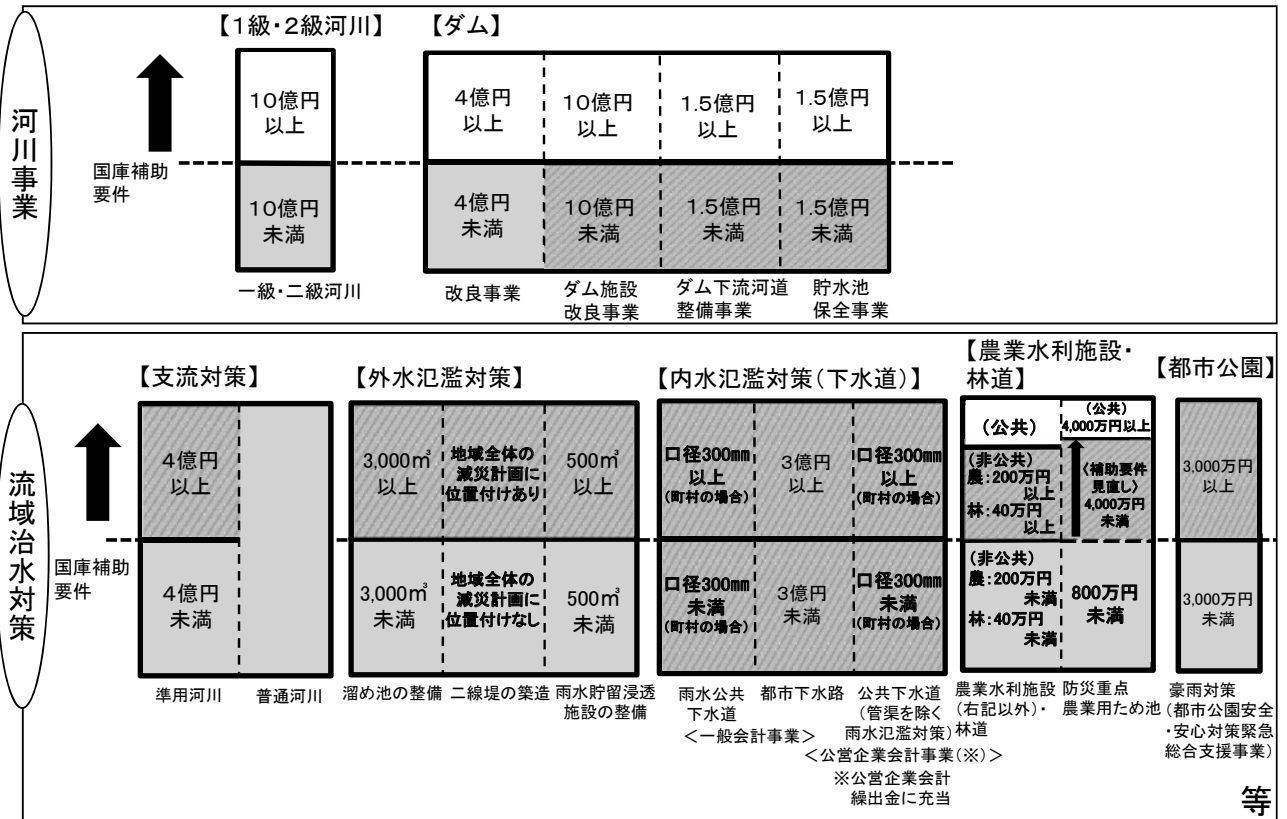 河川事業
【1級・2級河川】
【ダム】
国庫補助
要件
10億円
以上
10億円
未満
一級・二級河川
4億円
以上
4億円
未満
改良事業
10億円
以上
10億円
未満
ダム施設
改良事業
1.5億円
以上
1.5億円
未満
ダム下流河道
整備事業
1.5億円
以上
1.5億円
未満
貯水池
保全事業
流域治水対策
国庫補助
要件
【支流対策】
4億円
以上
4億円
未満
準用河川
普通河川
【外水氾濫対策】
3,000㎥
以上
3,000㎥
未満
溜め池の整備
地域全体の
減災計画に
位置付けあり
地域全体の
減災計画に
位置付けなし
二線堤の築造
500㎥
以上
500㎥
未満
雨水貯留浸透
施設の整備
【内水氾濫対策(下水道)】
口径300mm
以上
(町村の場合)
口径300mm
未満
(町村の場合)
雨水公共
下水道
3億円
以上
3億円
未満
都市下水路
<一般会計事業>
口径300mm
以上
(町村の場合)
口径300mm
未満
(町村の場合)
公共下水道
(管渠を除く
雨水氾濫対策)
<公営企業会計事業(※)>
※公営企業会計
繰出金に充当
【農業水利施設・
林道】
(公共)
(非公共)
農:200万円
以上
林:40万円
以上
(非公共)
農:200万円
未満
林:40万円
未満
農業水利施設
(右記以外)・
林道
(公共)
4,000万円以上
〈補助要件
見直し〉
4,000万円
未満
800万円
未満
防災重点
農業用ため池
【都市公園】
3,000万円
以上
3,000万円
未満
豪雨対策
(都市公園安全
・安心対策緊急
総合支援事業)
等